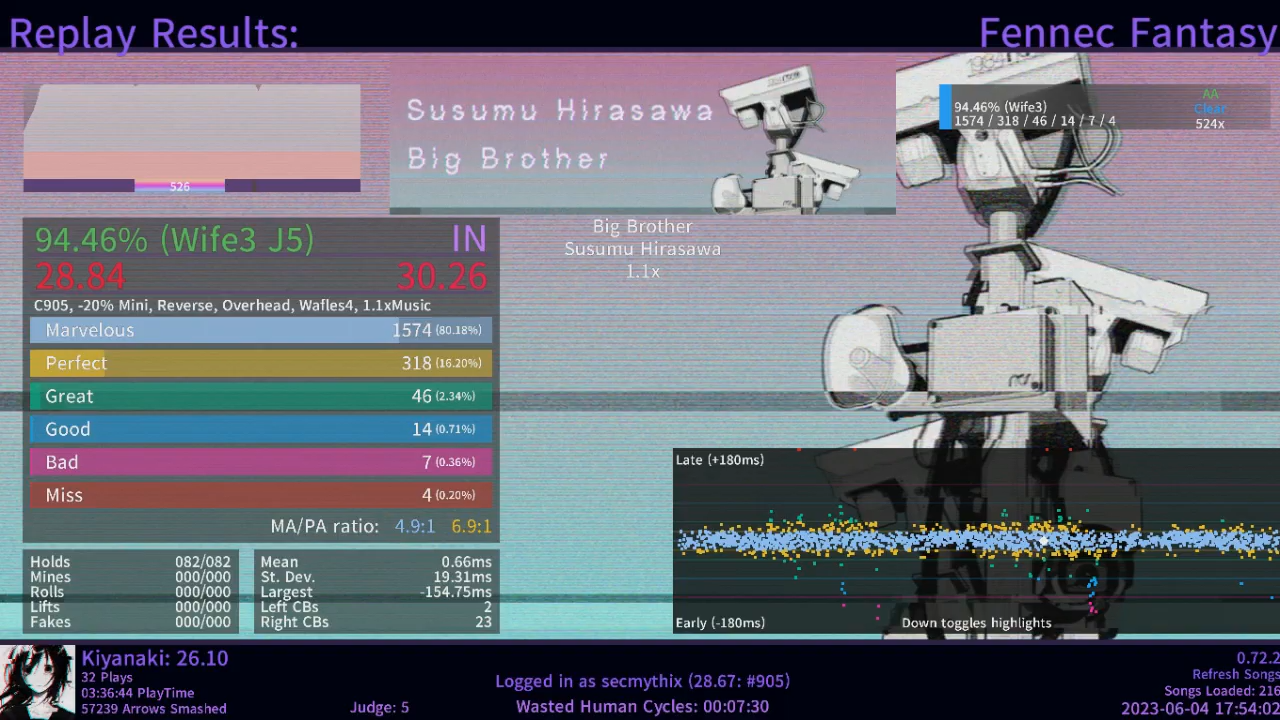 Replay Results:
Fennec Fantasy
526
Susumu Hirasawa
Big Brother
94.46% (Wife3)
1574 / 318 / 46 / 14 / 7 / 4
AA
Clear
524x
94.46% (Wife3 J5)
IN
28.84
30.26
C905, -20% Mini, Reverse, Overhead, Wafles4, 1.1xMusic
Marvelous 1574 (80.18%)
Perfect 318 (16.20%)
Great 46 (2.34%)
Good 14 (0.71%)
Bad 7 (0.36%)
Miss 4 (0.20%)
MA/PA ratio: 4.9:1 6.9:1
Big Brother
Susumu Hirasawa
1.1x
Holds 082/082
Mines 000/000
Rolls 000/000
Lifts 000/000
Fakes 000/000
Mean 0.66ms
St. Dev. 19.31ms
Largest -154.75ms
Left CBs 2
Right CBs 23
Late (+180ms)
Early (-180ms)
Down toggles highlights
Kiyanaki: 26.10
32 Plays
03:36:44 PlayTime
57239 Arrows Smashed
Judge: 5
Logged in as secmythix (28.67: #905)
Wasted Human Cycles: 00:07:30
0.72.2
Refresh Songs
Songs Loaded: 216
2023-06-04 17:54:02